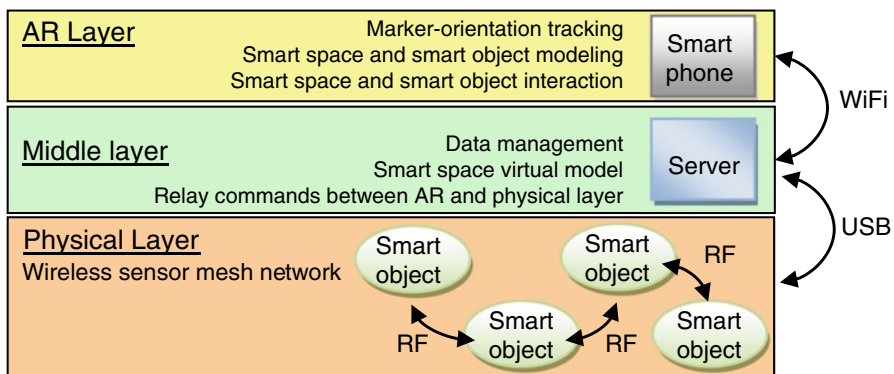 AR Layer
Marker-orientation tracking
Smart space and smart object modeling
Smart space and smart object interaction
Smart
phone
WiFi
Middle layer
Data management
Smart space virtual model
Relay commands between AR and physical layer
Server
USB
Physical Layer
Wireless sensor mesh network
Smart
object
Smart
object
RF
RF
Smart
object
RF
Smart
object